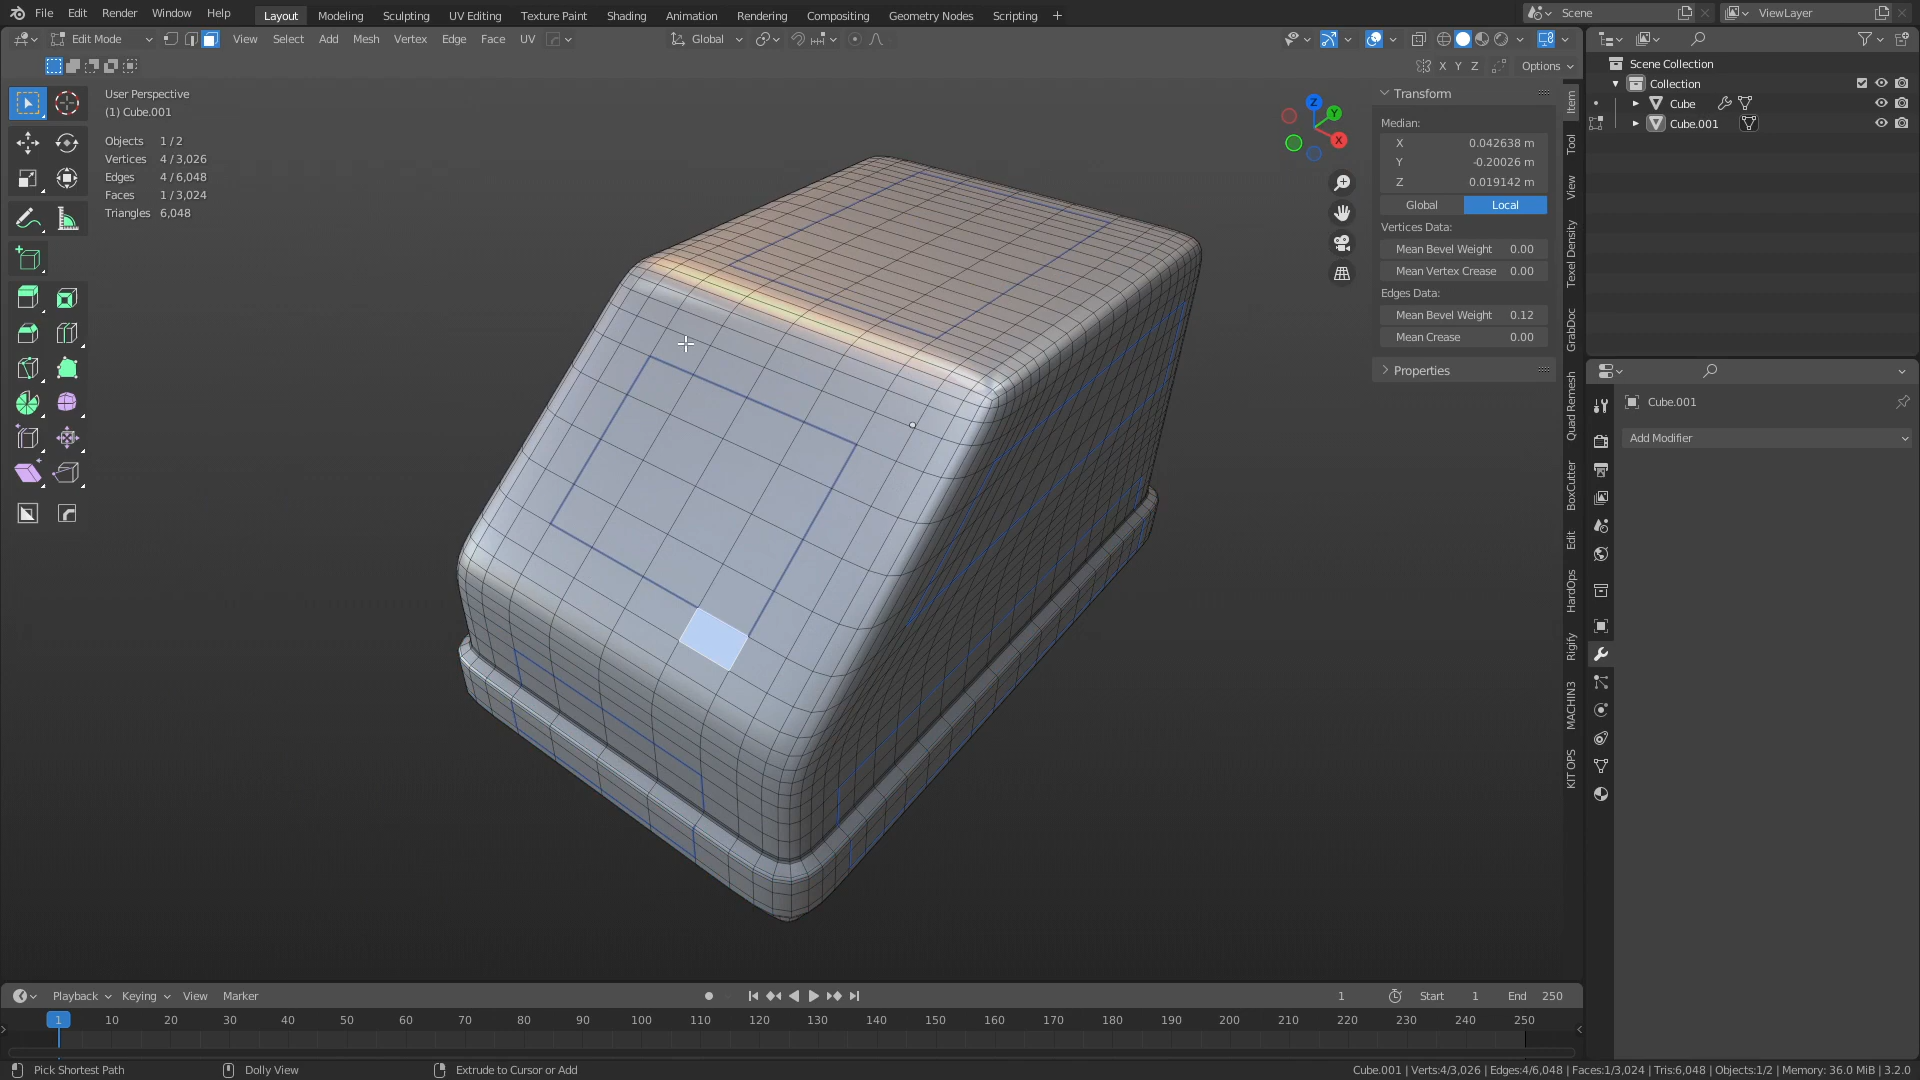 File Edit Render Window Help Layout Modeling Sculpting UV Editing Texture Paint Shading Animation Rendering Compositing Geometry Nodes Scripting + Scene ViewLayer
Edit Mode View Select Add Mesh Vertex Edge Face UV Global
X Y Z Options
Scene Collection
Collection
Cube
Cube.001
User Perspective
(1) Cube.001
Objects 1 / 2
Vertices 4 / 3,026
Edges 4 / 6,048
Faces 1 / 3,024
Triangles 6,048
Z
Y
X
Transform
Median:
X 0.042638 m
Y -0.20026 m
Z 0.019142 m
Global Local
Vertices Data:
Mean Bevel Weight 0.00
Mean Vertex Crease 0.00
Edges Data:
Mean Bevel Weight 0.12
Mean Crease 0.00
Properties
Item
Tool
View
Texel Density
GrabDoc
Quad Remesh
BoxCutter
Edit
HardOps
Rigify
MACHIN3
KIT OPS
Cube.001
Add Modifier
Playback Keying View Marker 1 Start 1 End 250
1 10 20 30 40 50 60 70 80 90 100 110 120 130 140 150 160 170 180 190 200 210 220 230 240 250
Pick Shortest Path Dolly View Extrude to Cursor or Add Cube.001 | Verts:4/3,026 | Edges:4/6,048 | Faces:1/3,024 | Tris:6,048 | Objects:1/2 | Memory: 36.0 MiB | 3.2.0